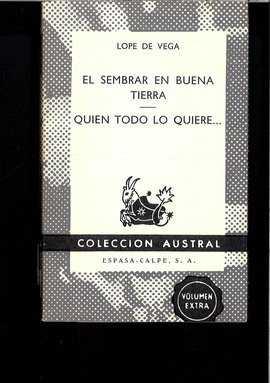 LOPE DE VEGA
EL SEMBRAR EN BUENA
TIERRA
QUIEN TODO LO QUIERE...
COLECCION AUSTRAL
ESPASA-CALPE, S. A.
VOLUMEN
EXTRA